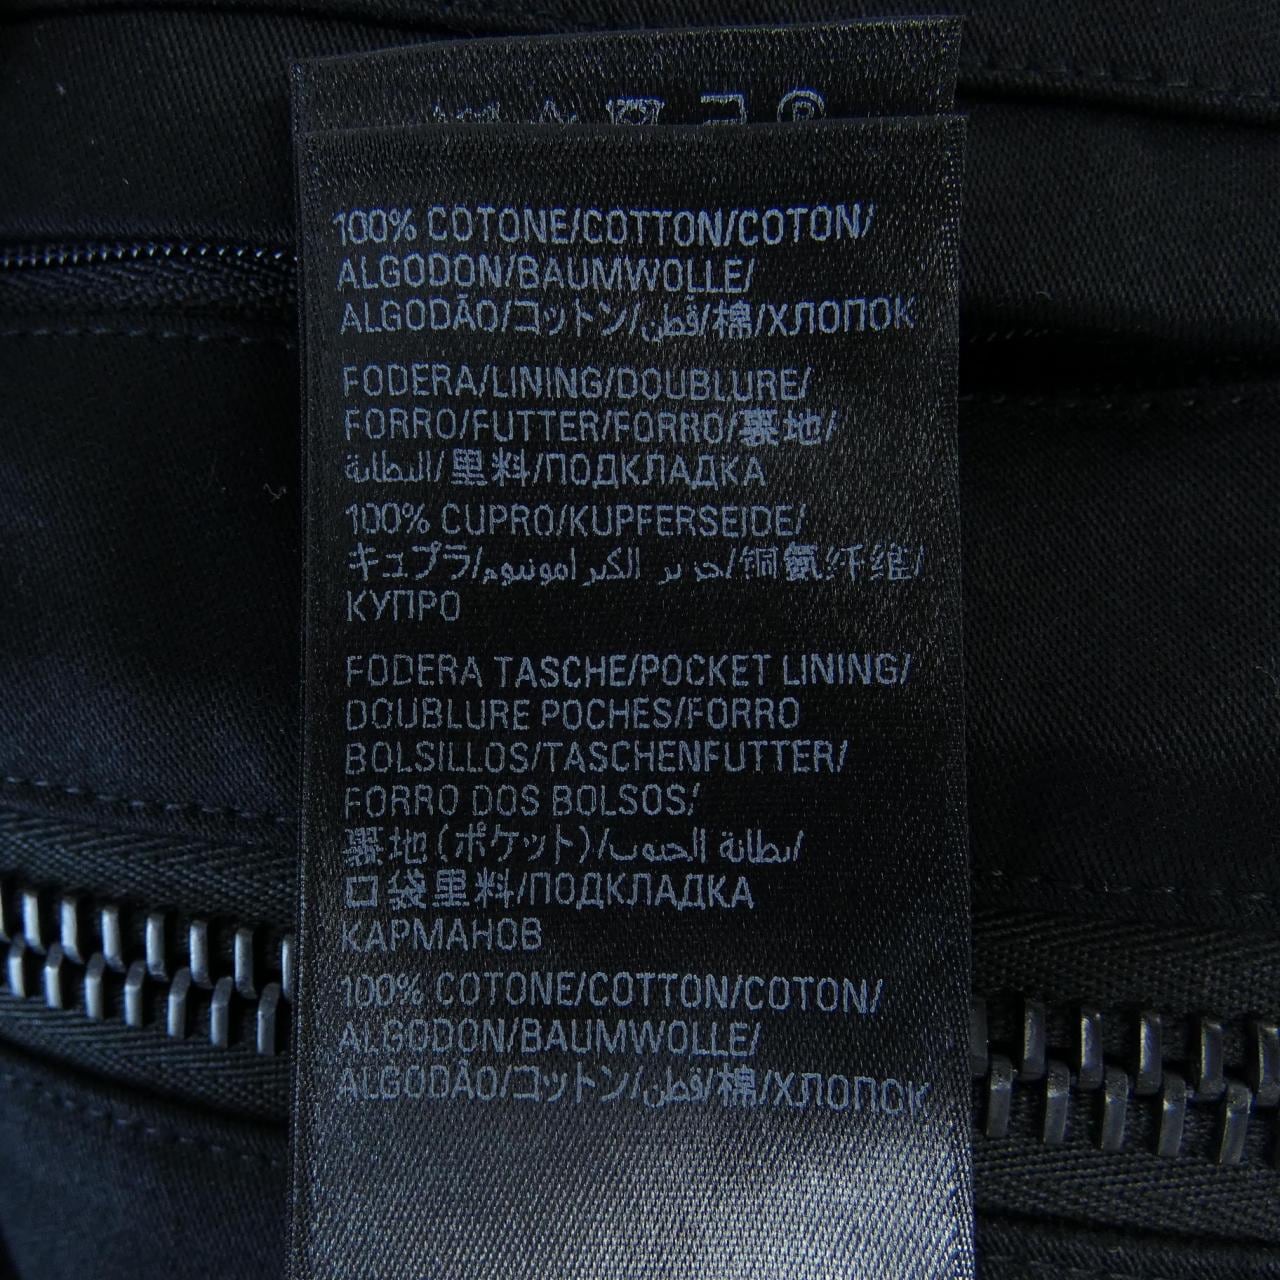 100% COTONE/COTTON/COTON/
ALGODON/BAUMWOLLE/
ALGODÃO/コットン/قطن/棉/ХЛОПОК
FODERA/LINING/DOUBLURE/
FORRO/FUTTER/FORRO/裏地/
البطانة/里料/ПОДКЛАДКА
100% CUPRO/KUPFERSEIDE/
キュプラ/حرير الكبرامونيوم/铜氨纤维/
КУПРО
FODERA TASCHE/POCKET LINING/
DOUBLURE POCHES/FORRO
BOLSILLOS/TASCHENFUTTER/
FORRO DOS BOLSOS/
裏地(ポケット)/بطانة الجيوب/
口袋里料/ПОДКЛАДКА
КАРМАНОВ
100% COTONE/COTTON/COTON/
ALGODON/BAUMWOLLE/
ALGODÃO/コットン/قطن/棉/ХЛОПОК